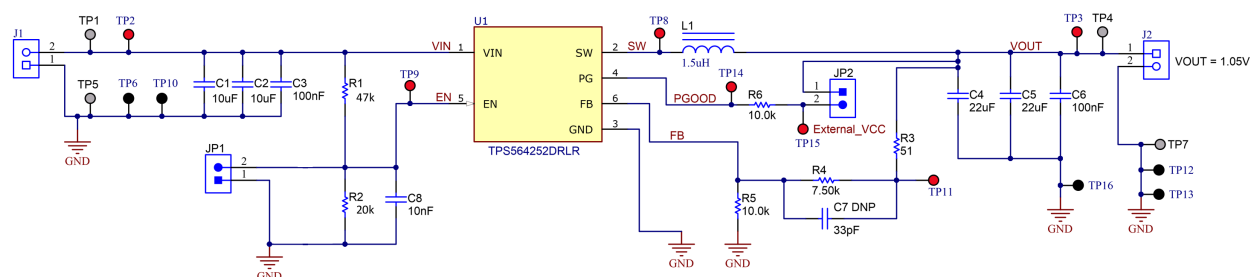 J1
2
1
TP1
TP2
TP5
TP6
TP10
GND
C1
10uF
C2
10uF
C3
100nF
R1
47k
JP1
2
1
R2
20k
C8
10nF
GND
TP9
VIN
1
EN
5
U1
VIN
EN
SW
PG
FB
GND
TPS564252DRLR
2
SW
4
6
3
TP8
L1
1.5uH
PGOOD
TP14
R6
10.0k
TP15
External_VCC
JP2
1
2
FB
GND
R5
10.0k
GND
R4
7.50k
C7 DNP
33pF
R3
51
TP11
VOUT
C4
22uF
C5
22uF
C6
100nF
TP16
GND
TP3
TP4
J2
1
2
VOUT = 1.05V
TP7
TP12
TP13
GND